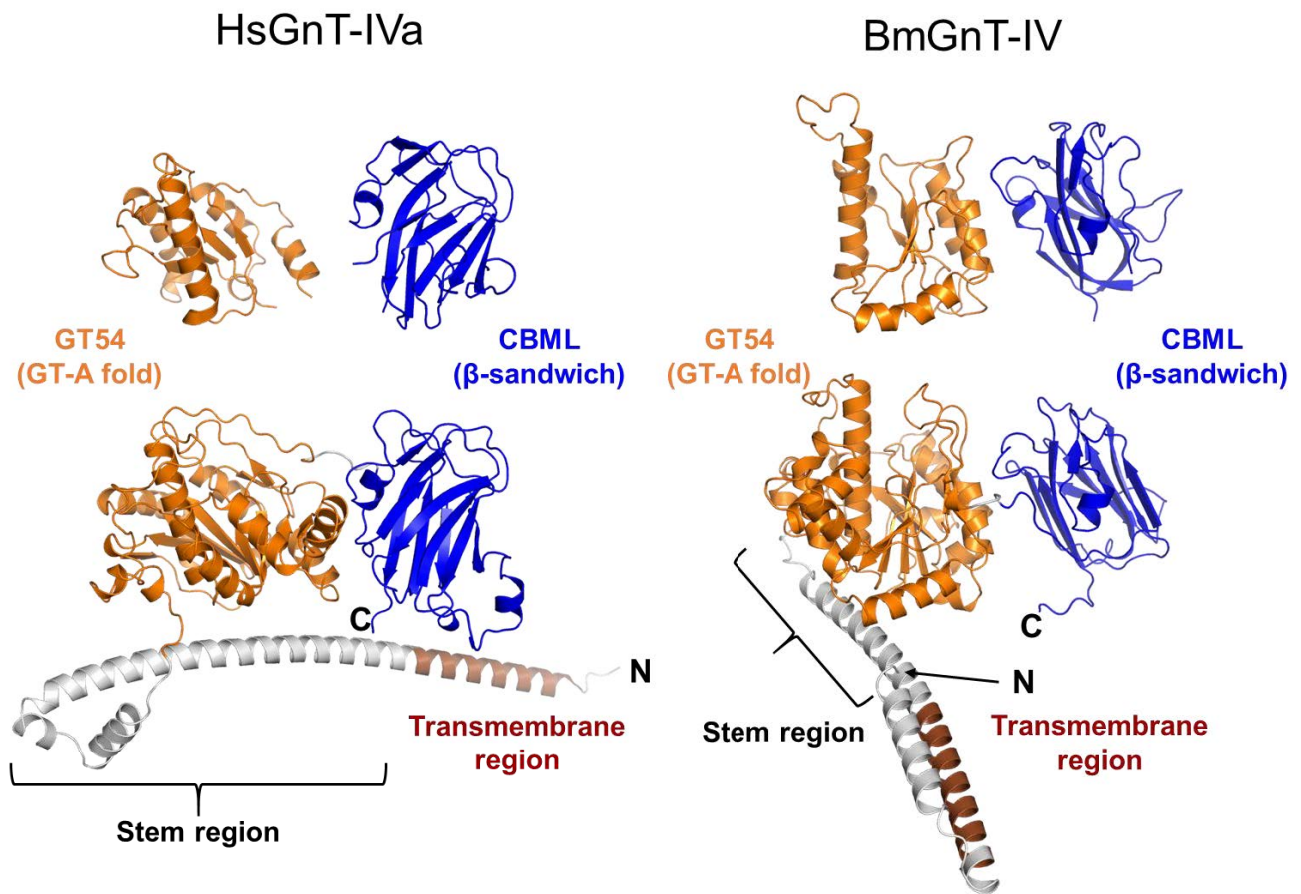 HsGnT-IVa
BmGnT-IV
GT54
(GT-A fold)
CBML
(β-sandwich)
GT54
(GT-A fold)
CBML
(β-sandwich)
C
N
Transmembrane
region
Stem region
C
N
Stem region
Transmembrane
region